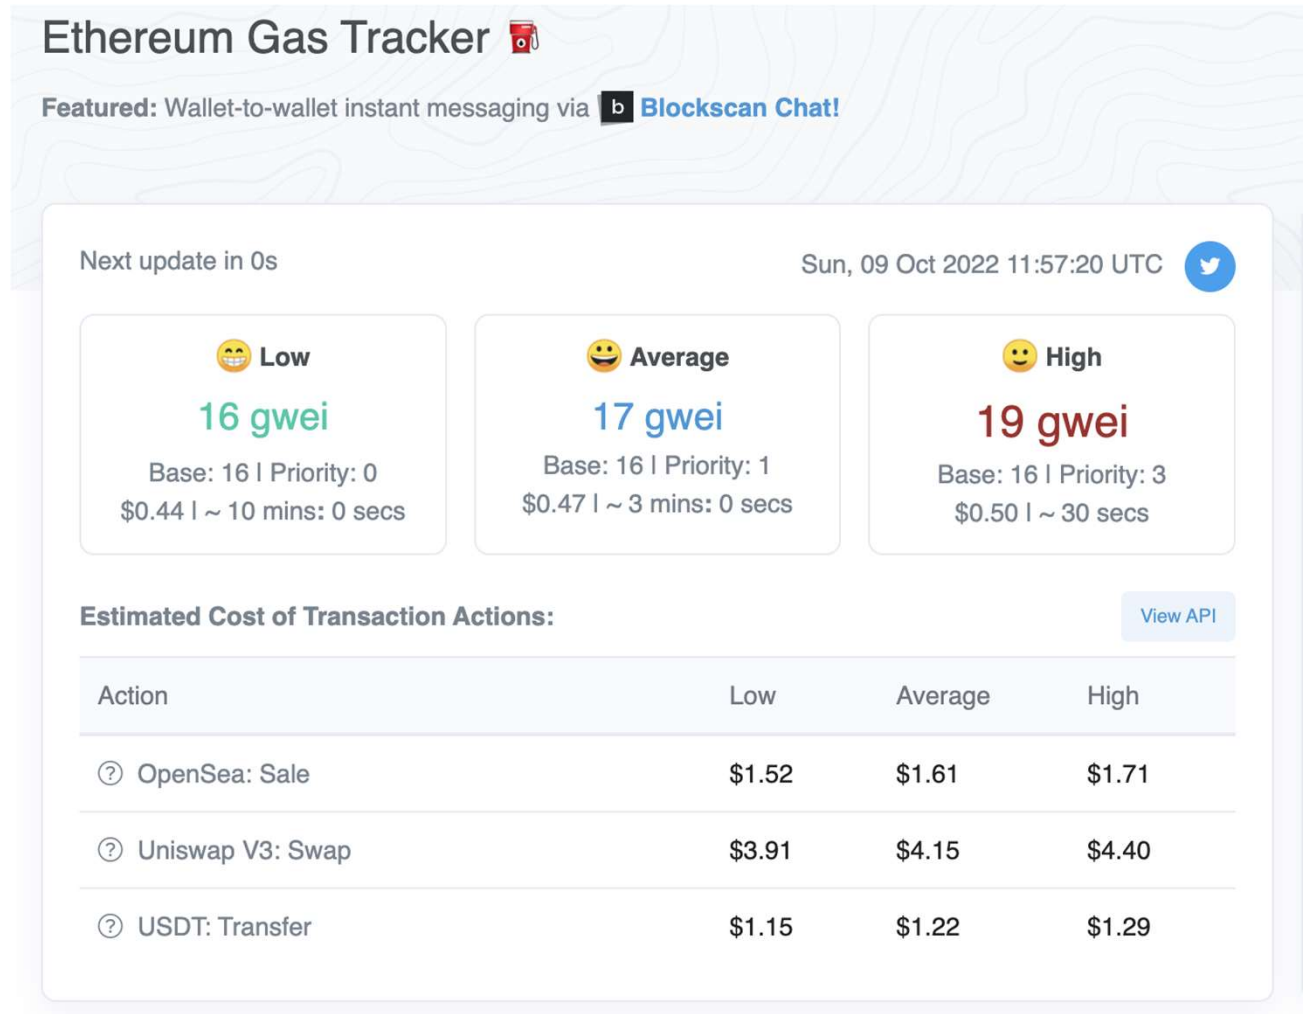 Ethereum Gas Tracker
Featured: Wallet-to-wallet instant messaging via b Blockscan Chat!
Next update in 0s
Sun, 09 Oct 2022 11:57:20 UTC
😁 Low
16 gwei
Base: 16 | Priority: 0
$0.44 | ~ 10 mins: 0 secs
😀 Average
17 gwei
Base: 16 | Priority: 1
$0.47 | ~ 3 mins: 0 secs
🙂 High
19 gwei
Base: 16 | Priority: 3
$0.50 | ~ 30 secs
Estimated Cost of Transaction Actions:
View API
Action Low Average High
? OpenSea: Sale $1.52 $1.61 $1.71
? Uniswap V3: Swap $3.91 $4.15 $4.40
? USDT: Transfer $1.15 $1.22 $1.29